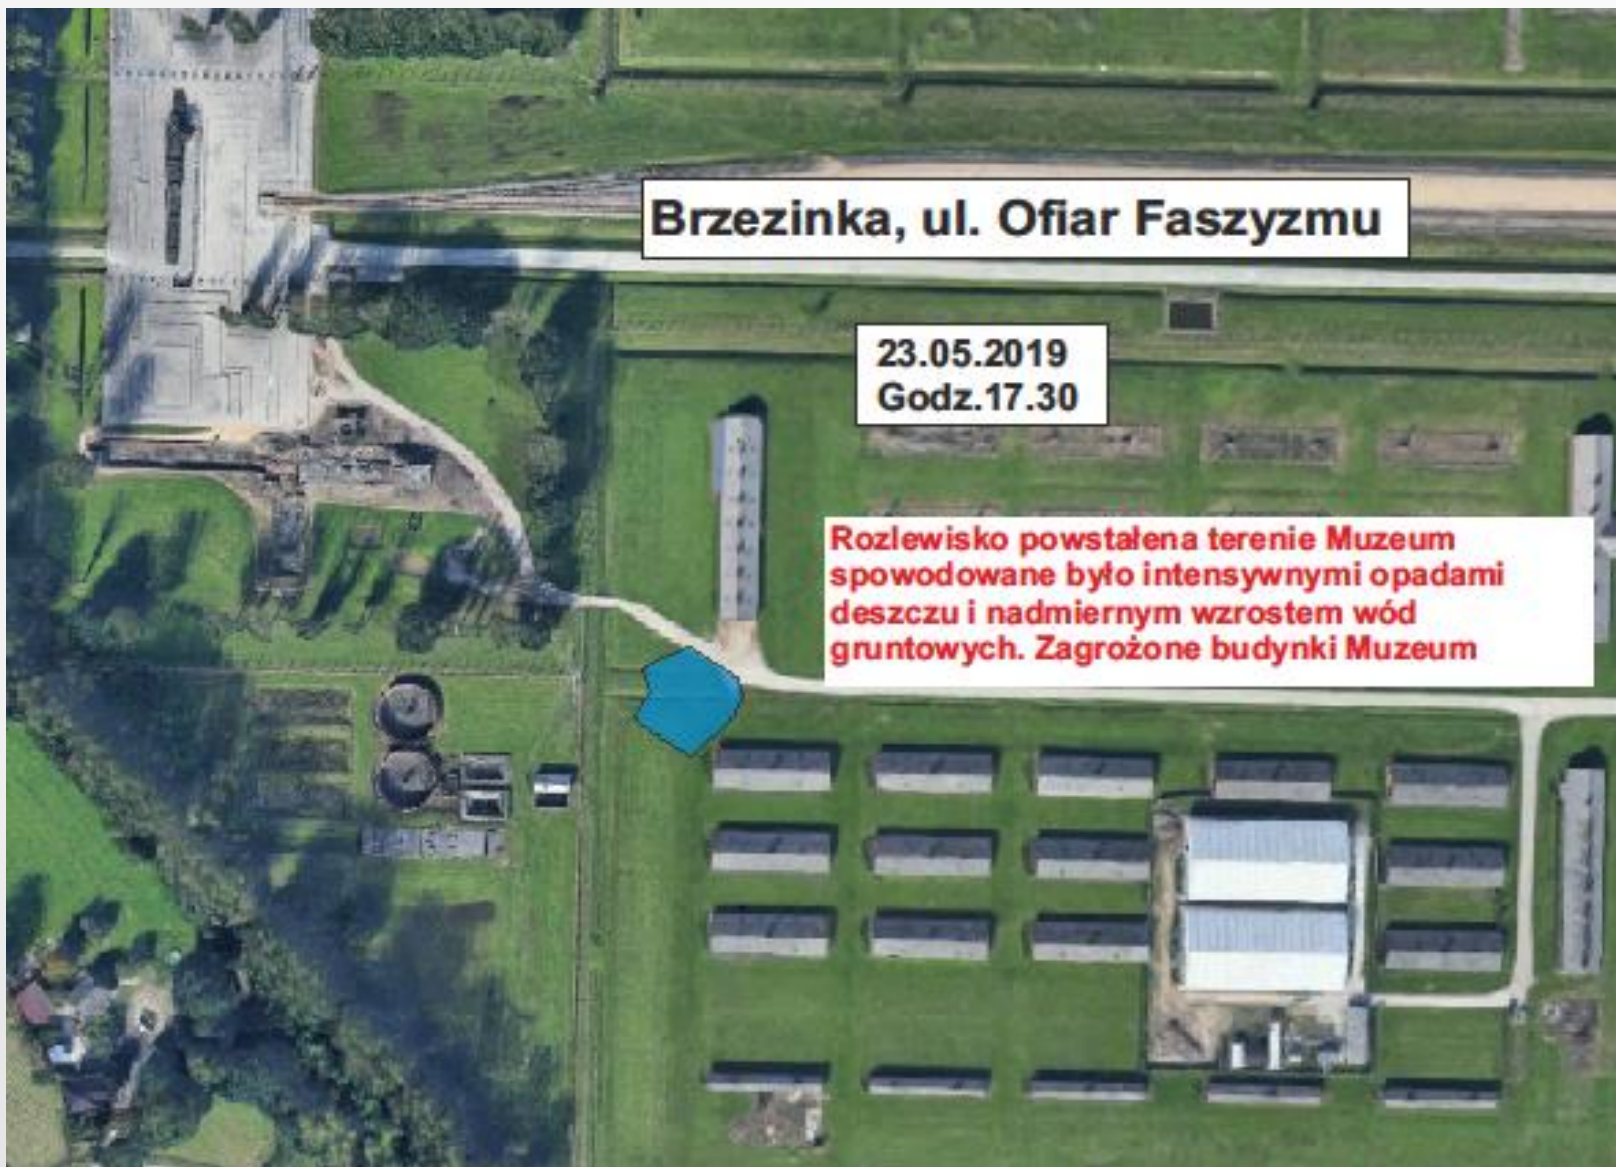 Brzezinka, ul. Ofiar Faszyzmu
23.05.2019
Godz.17.30
Rozlewisko powstałena terenie Muzeum
spowodowane było intensywnymi opadami
deszczu i nadmiernym wzrostem wód
gruntowych. Zagrożone budynki Muzeum